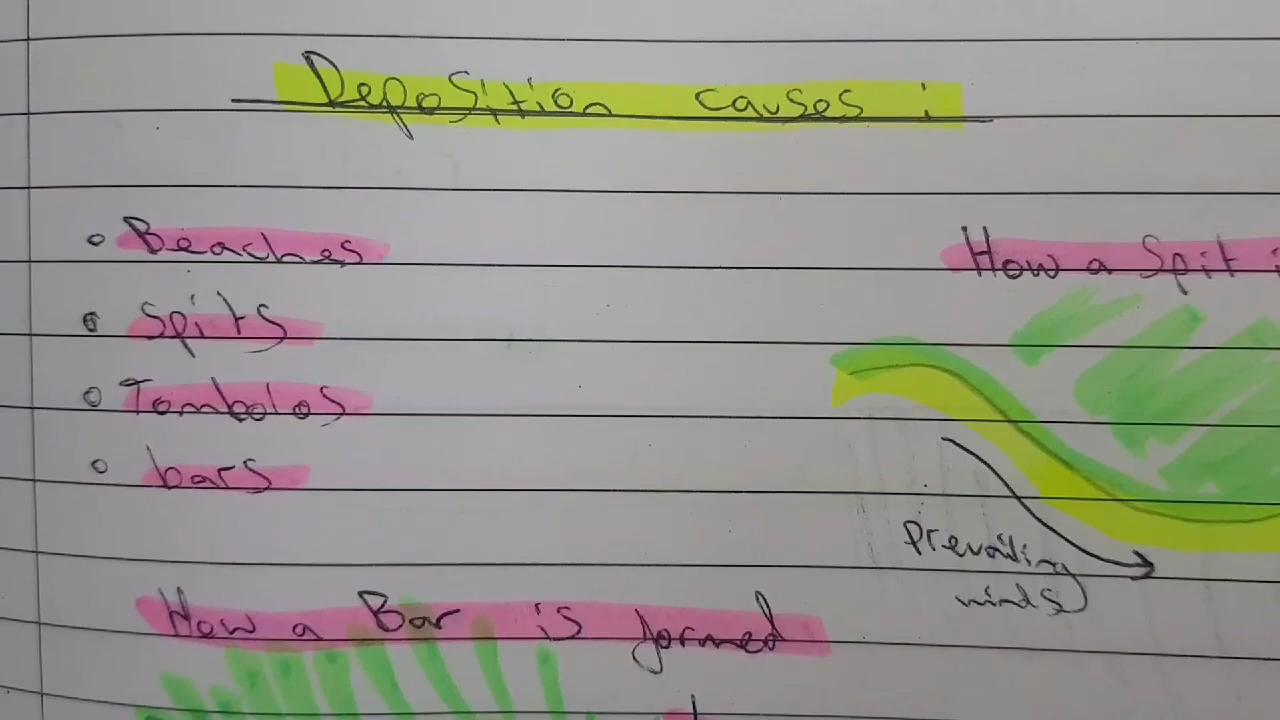 Deposition causes :
• Beaches
• Spits
• Tombolos
• bars
How a Spit i
Prevailing
winds
How a Bar is formed